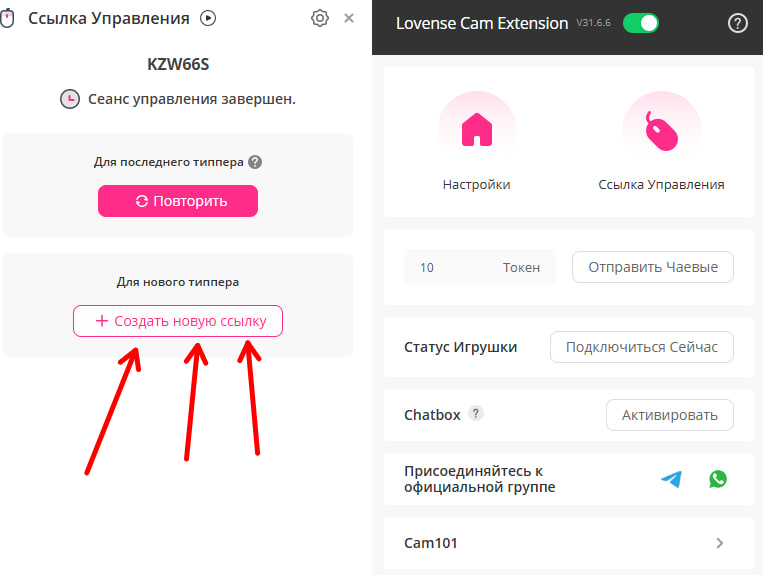 Ссылка Управления
KZW66S
Сеанс управления завершен.
Для последнего типпера ?
Повторить
Для нового типпера
+ Создать новую ссылку
Lovense Cam Extension V31.6.6 ?
Настройки
Ссылка Управления
10 Токен
Отправить Чаевые
Статус Игрушки
Подключиться Сейчас
Chatbox ?
Активировать
Присоединяйтесь к
официальной группе
Cam101